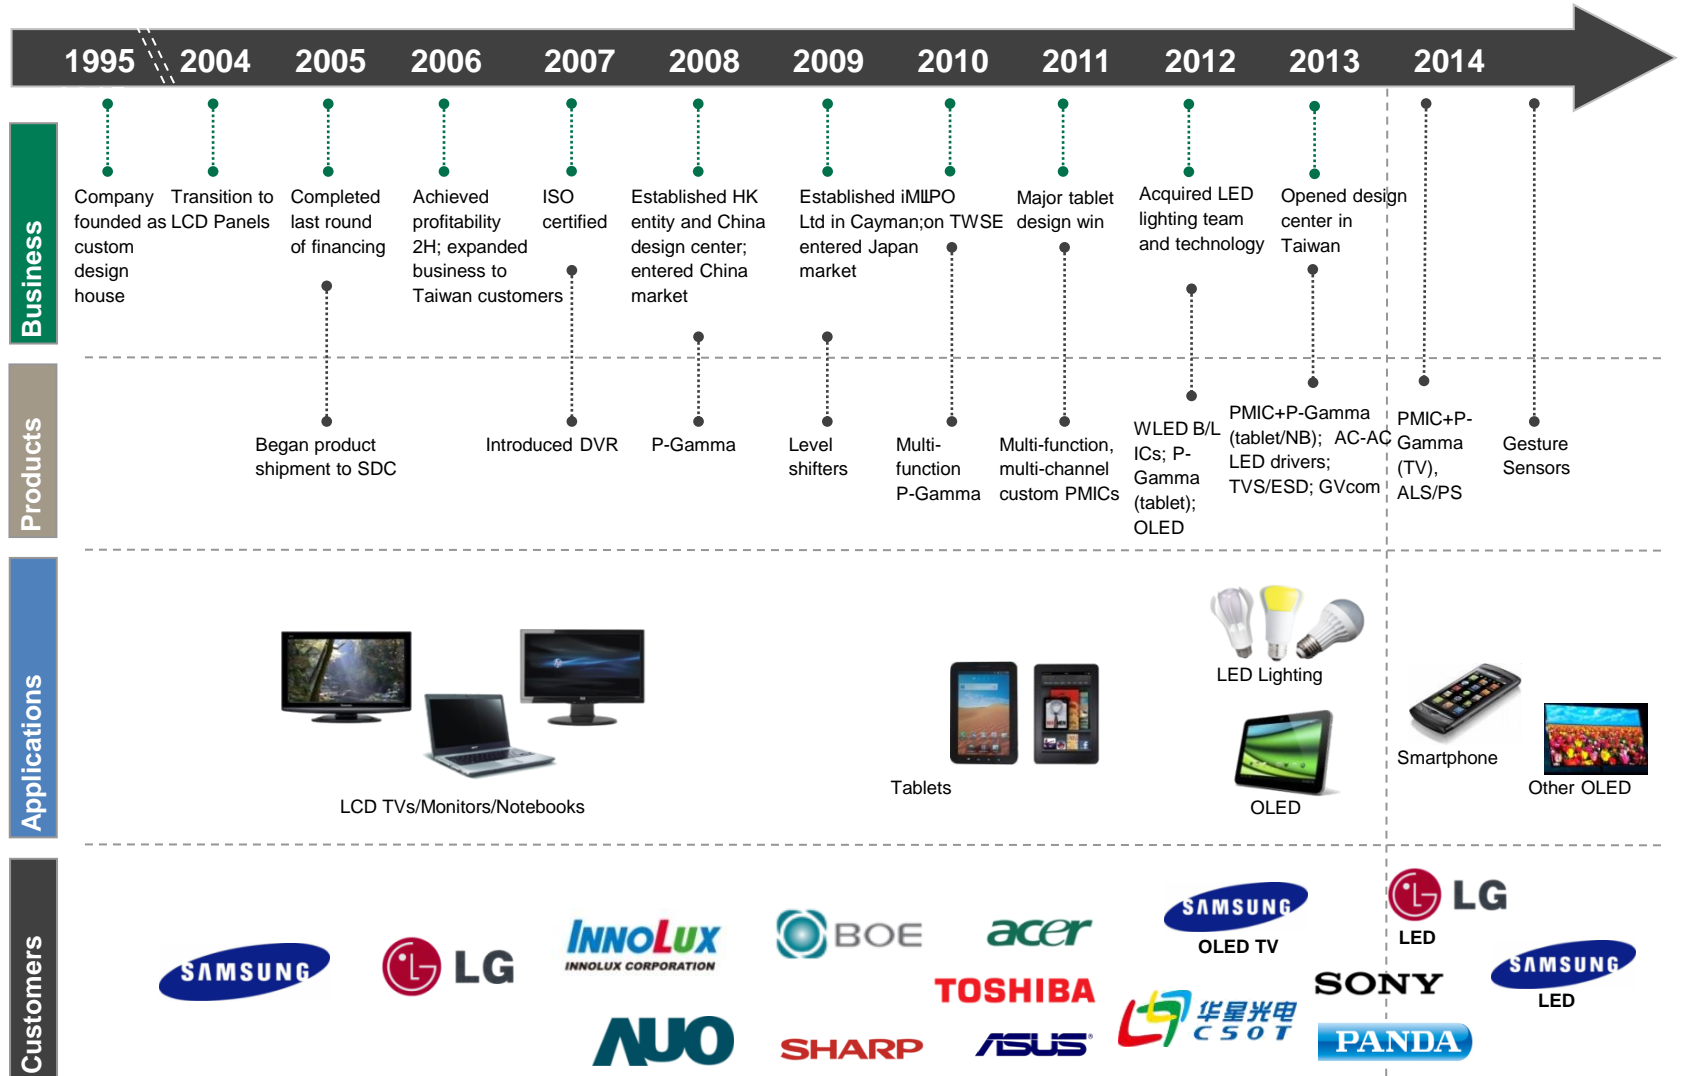 1995 2004 2005 2006 2007 2008 2009 2010 2011 2012 2013 2014
Business
Company
founded as
custom
design
house
Transition to
LCD Panels
Completed
last round
of financing
Achieved
profitability
2H; expanded
business to
Taiwan customers
ISO
certified
Established HK
entity and China
design center;
entered China
market
Established iML
Ltd in Cayman;
entered Japan
market
IPO
on TWSE
Major tablet
design win
Acquired LED
lighting team
and technology
Opened design
center in
Taiwan
Products
Began product
shipment to SDC
Introduced DVR
P-Gamma
Level
shifters
Multi-
function
P-Gamma
Multi-function,
multi-channel
custom PMICs
WLED B/L
ICs; P-
Gamma
(tablet);
OLED
PMIC+P-Gamma
(tablet/NB); AC-AC
LED drivers;
TVS/ESD; GVcom
PMIC+P-
Gamma
(TV),
ALS/PS
Gesture
Sensors
Applications
LCD TVs/Monitors/Notebooks
Tablets
LED Lighting
OLED
Smartphone
Other OLED
Customers
SAMSUNG
LG
INNOLUX
INNOLUX CORPORATION
AUO
BOE
SHARP
acer
TOSHIBA
ASUS
SAMSUNG
OLED TV
华星光电
CSOT
LG
LED
SONY
PANDA
SAMSUNG
LED